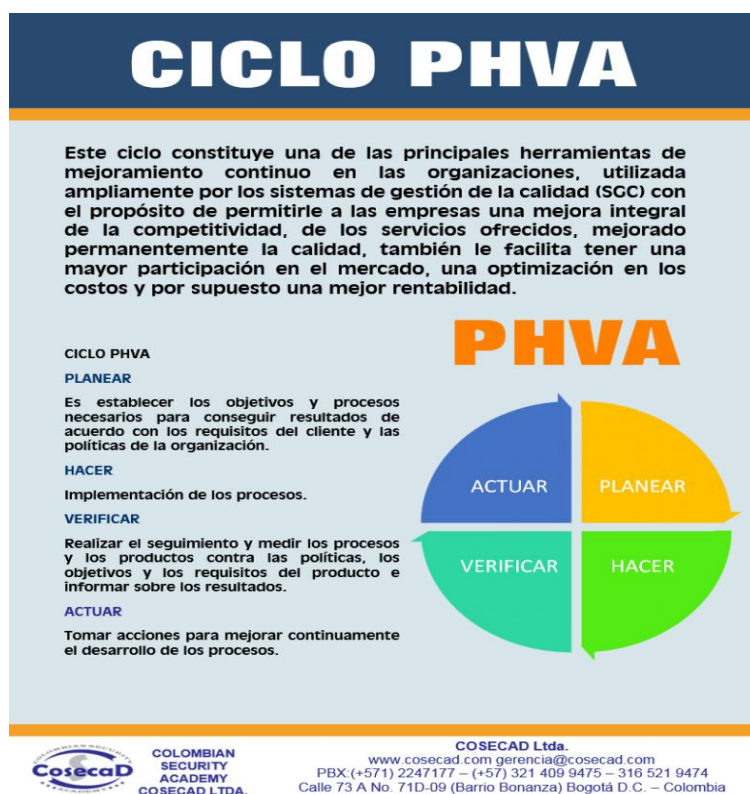 CICLO PHVA
Este ciclo constituye una de las principales herramientas de
mejoramiento continuo en las organizaciones, utilizada
ampliamente por los sistemas de gestión de la calidad (SGC) con
el propósito de permitirle a las empresas una mejora integral
de la competitividad, de los servicios ofrecidos, mejorado
permanentemente la calidad, también le facilita tener una
mayor participación en el mercado, una optimización en los
costos y por supuesto una mejor rentabilidad.
CICLO PHVA
PLANEAR
Es establecer los objetivos y procesos
necesarios para conseguir resultados de
acuerdo con los requisitos del cliente y las
políticas de la organización.
HACER
Implementación de los procesos.
VERIFICAR
Realizar el seguimiento y medir los procesos
y los productos contra las políticas, los
objetivos y los requisitos del producto e
informar sobre los resultados.
ACTUAR
Tomar acciones para mejorar continuamente
el desarrollo de los procesos.
PHVA
ACTUAR
PLANEAR
VERIFICAR
HACER
CosecaD
COLOMBIAN
SECURITY
ACADEMY
COSECAD LTDA.
COSECAD Ltda.
www.cosecad.com gerencia@cosecad.com
PBX:(+571) 2247177 – (+57) 321 409 9475 – 316 521 9474
Calle 73 A No. 71D-09 (Barrio Bonanza) Bogotá D.C. – Colombia